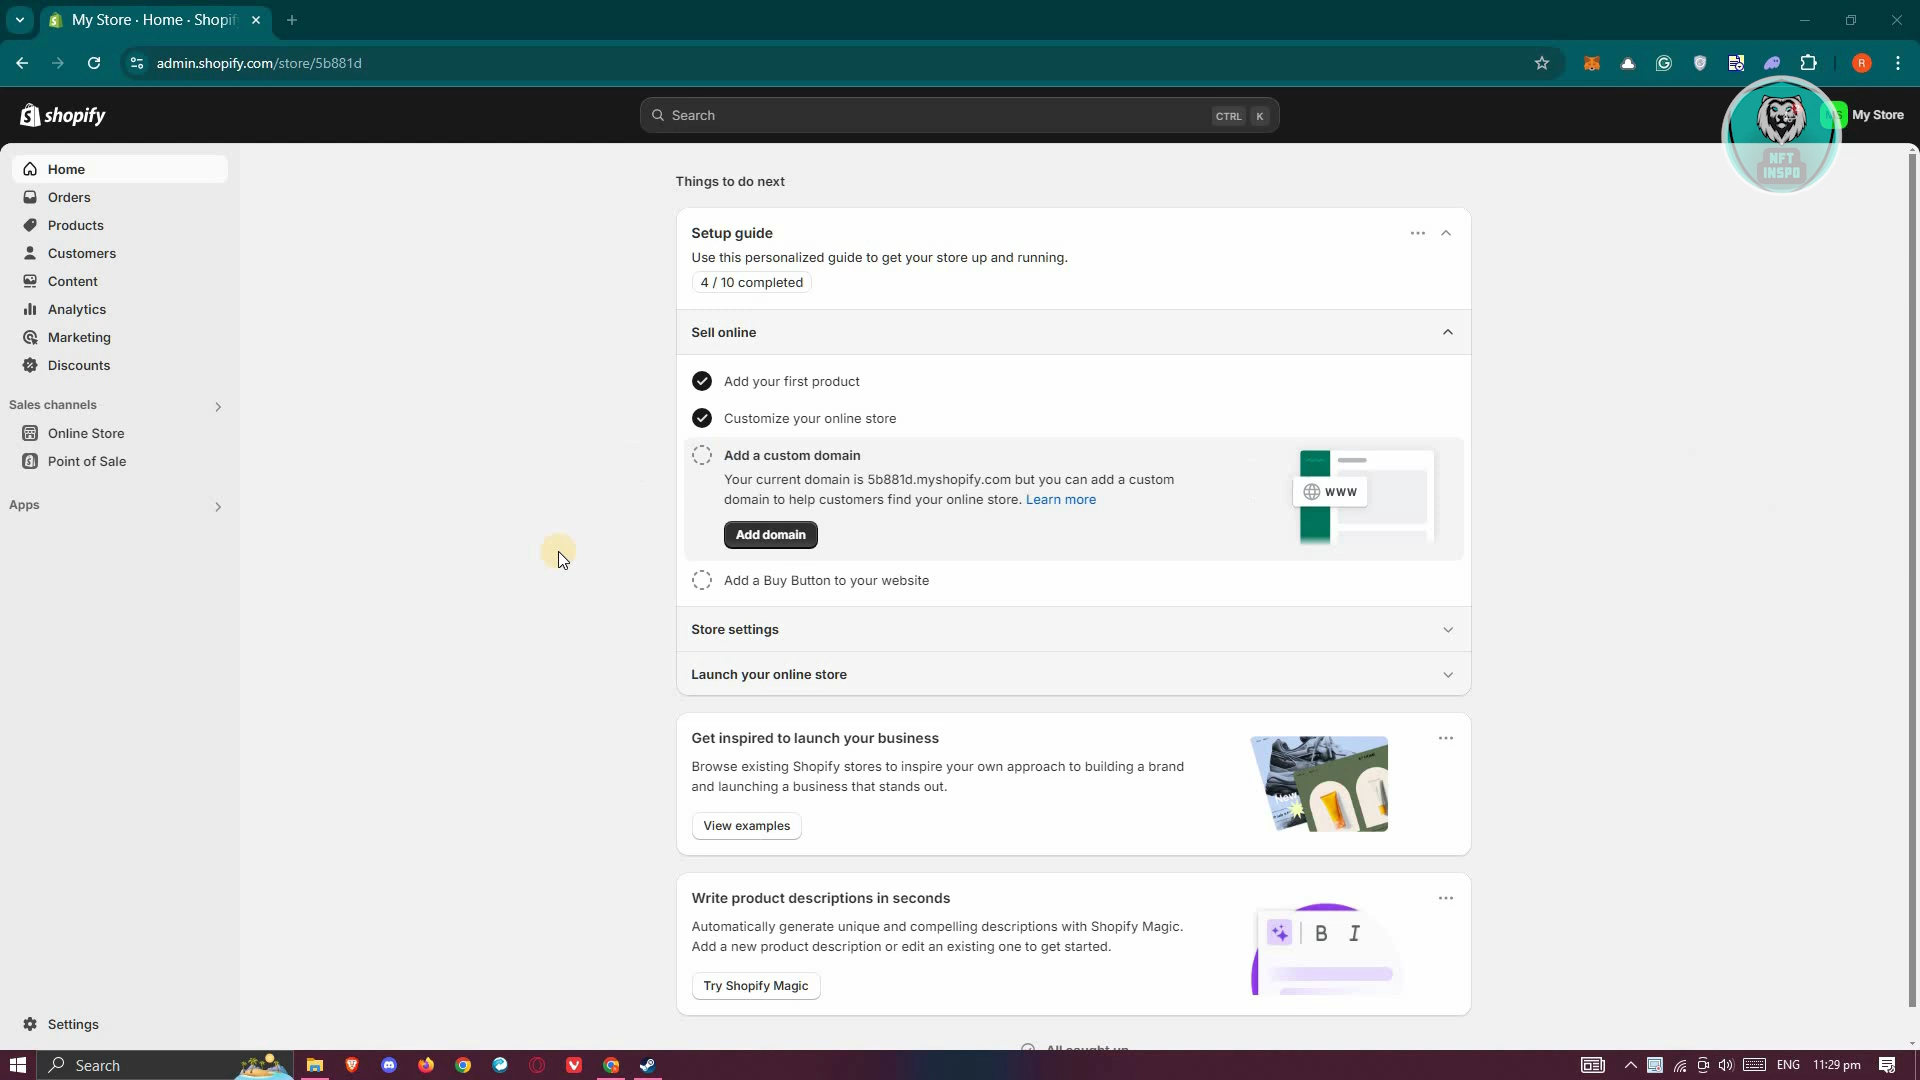 My Store · Home · Shopif
admin.shopify.com/store/5b881d
R
shopify
Search
CTRL K
My Store
NFT
INSPO
Home
Orders
Products
Customers
Content
Analytics
Marketing
Discounts
Sales channels
Online Store
Point of Sale
Apps
Settings
Things to do next
Setup guide
Use this personalized guide to get your store up and running.
4 / 10 completed
Sell online
Add your first product
Customize your online store
Add a custom domain
Your current domain is 5b881d.myshopify.com but you can add a custom
domain to help customers find your online store. Learn more
Add domain
www
Add a Buy Button to your website
Store settings
Launch your online store
Get inspired to launch your business
Browse existing Shopify stores to inspire your own approach to building a brand
and launching a business that stands out.
View examples
New
Write product descriptions in seconds
Automatically generate unique and compelling descriptions with Shopify Magic.
Add a new product description or edit an existing one to get started.
Try Shopify Magic
B I
All caught up
Search
ENG
11:29 pm